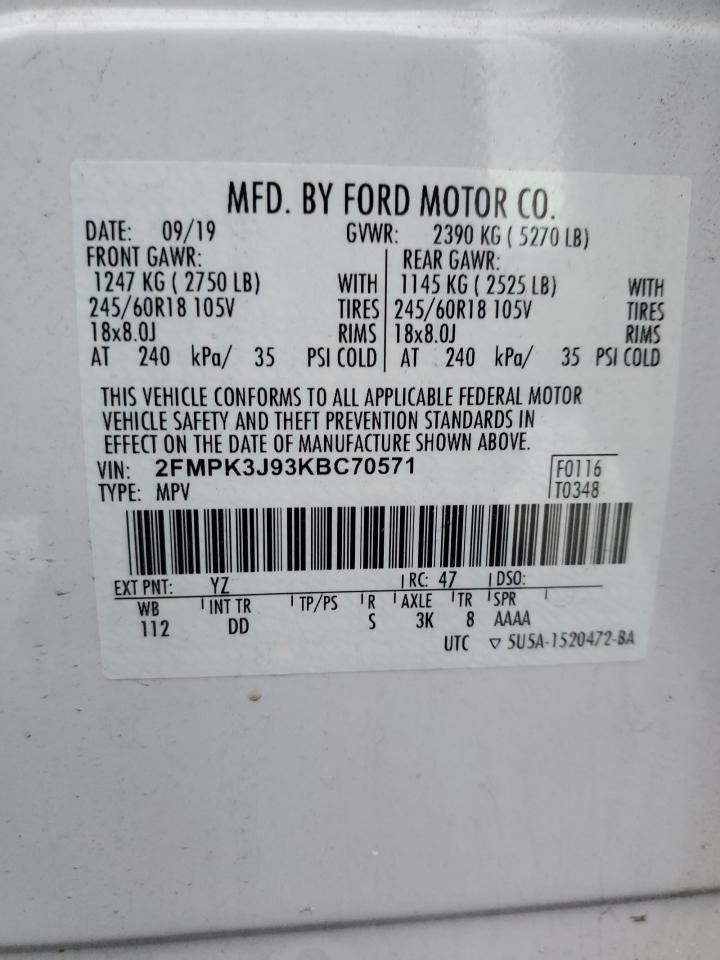 MFD. BY FORD MOTOR CO.
DATE: 09/19 GVWR: 2390 KG ( 5270 LB)
FRONT GAWR: REAR GAWR:
1247 KG ( 2750 LB) WITH 1145 KG ( 2525 LB) WITH
245/60R18 105V TIRES 245/60R18 105V TIRES
18x8.0J RIMS 18x8.0J RIMS
AT 240 kPa/ 35 PSI COLD AT 240 kPa/ 35 PSI COLD
THIS VEHICLE CONFORMS TO ALL APPLICABLE FEDERAL MOTOR
VEHICLE SAFETY AND THEFT PREVENTION STANDARDS IN
EFFECT ON THE DATE OF MANUFACTURE SHOWN ABOVE.
VIN: 2FMPK3J93KBC70571 F0116
TYPE: MPV T0348
EXT PNT: YZ RC: 47 DSO:
WB INT TR TP/PS R AXLE TR SPR
112 DD S 3K 8 AAAA
UTC ▽ 5U5A-1520472-BA